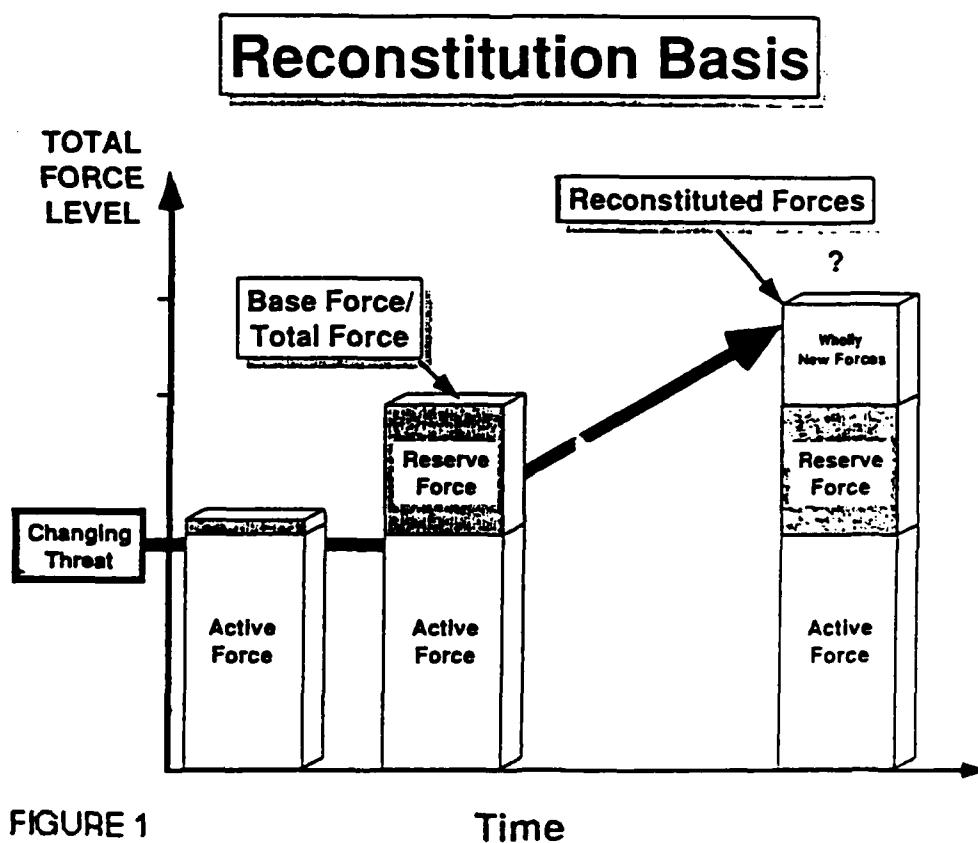 Reconstitution Basis
TOTAL
FORCE
LEVEL
Reconstituted Forces
?
Base Force/
Total Force
Wholly
New Forces
Reserve
Force
Reserve
Force
Changing
Threat
Active
Force
Active
Force
Active
Force
FIGURE 1
Time